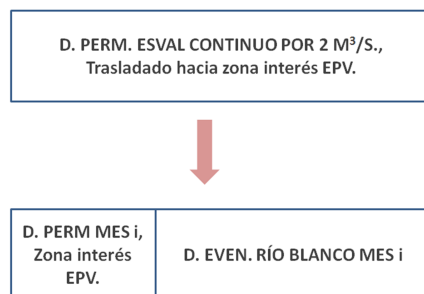 D. PERM. ESVAL CONTINUO POR 2 M³/S.,
Trasladado hacia zona interés EPV.
D. PERM MES i,
Zona interés
EPV.
D. EVEN. RÍO BLANCO MES i